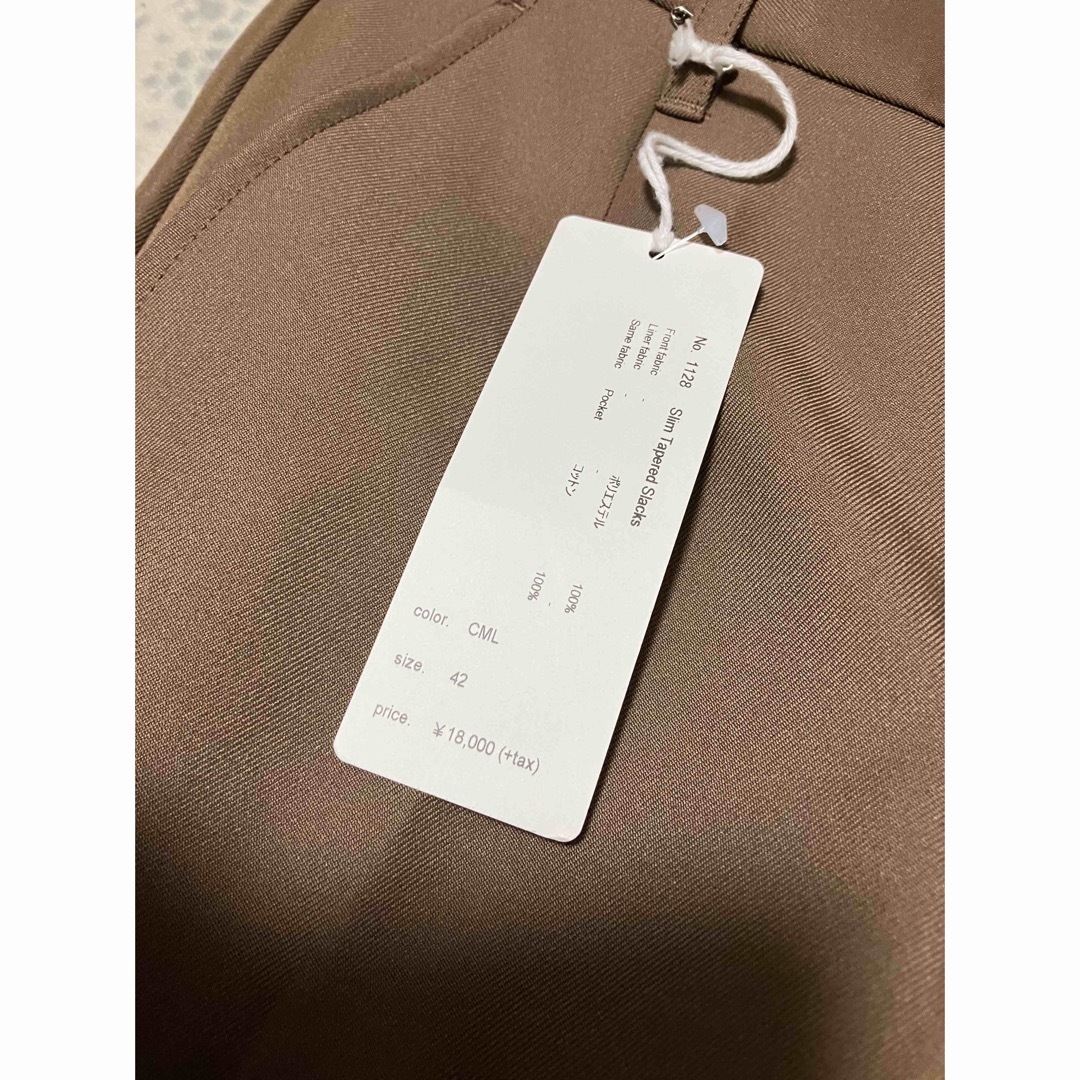 No. 1128 Slim Tapered Slacks
Front fabric - ポリエステル 100%
Liner fabric - - -
Same fabric Pocket コットン 100%
color. CML
size. 42
price. ¥18,000 (+tax)